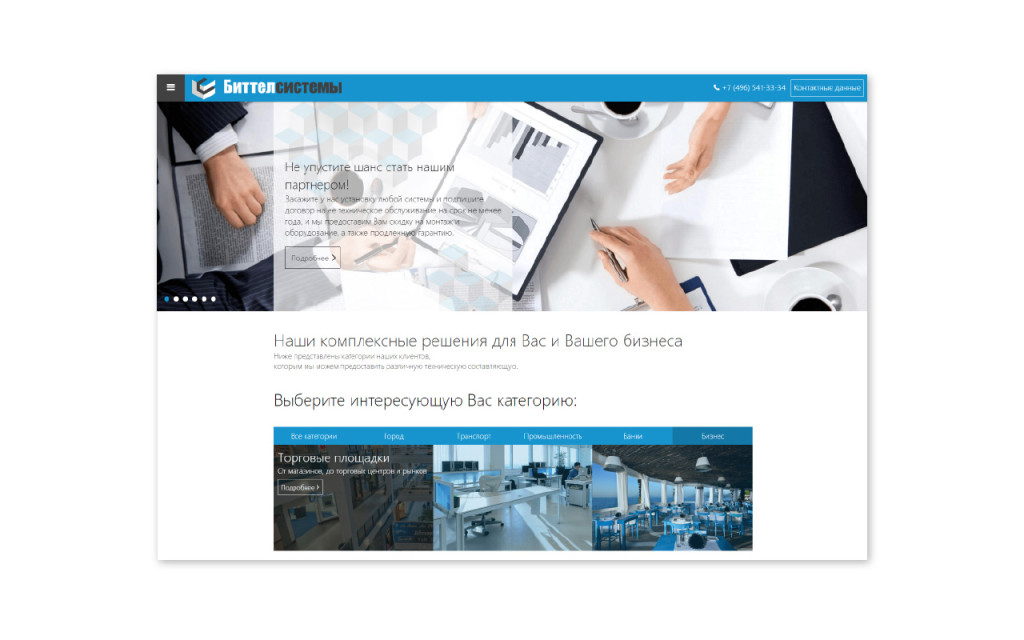 Биттелсистемы
+7 (496) 541-33-34
Контактные данные
Не упустите шанс стать нашим
партнером!
Закажите у нас установку любой системы и подпишите
договор на ее техническое обслуживание на срок не менее
года, и мы предоставим Вам скидку на монтаж и
оборудование, а также продленную гарантию.
Подробнее
Наши комплексные решения для Вас и Вашего бизнеса
Ниже представлены категории наших клиентов,
которым мы можем предоставить различную техническую составляющую.
Выберите интересующую Вас категорию:
Все категории Город Транспорт Промышленность Банки Бизнес
Торговые площадки
От магазинов, до торговых центров и рынков
Подробнее